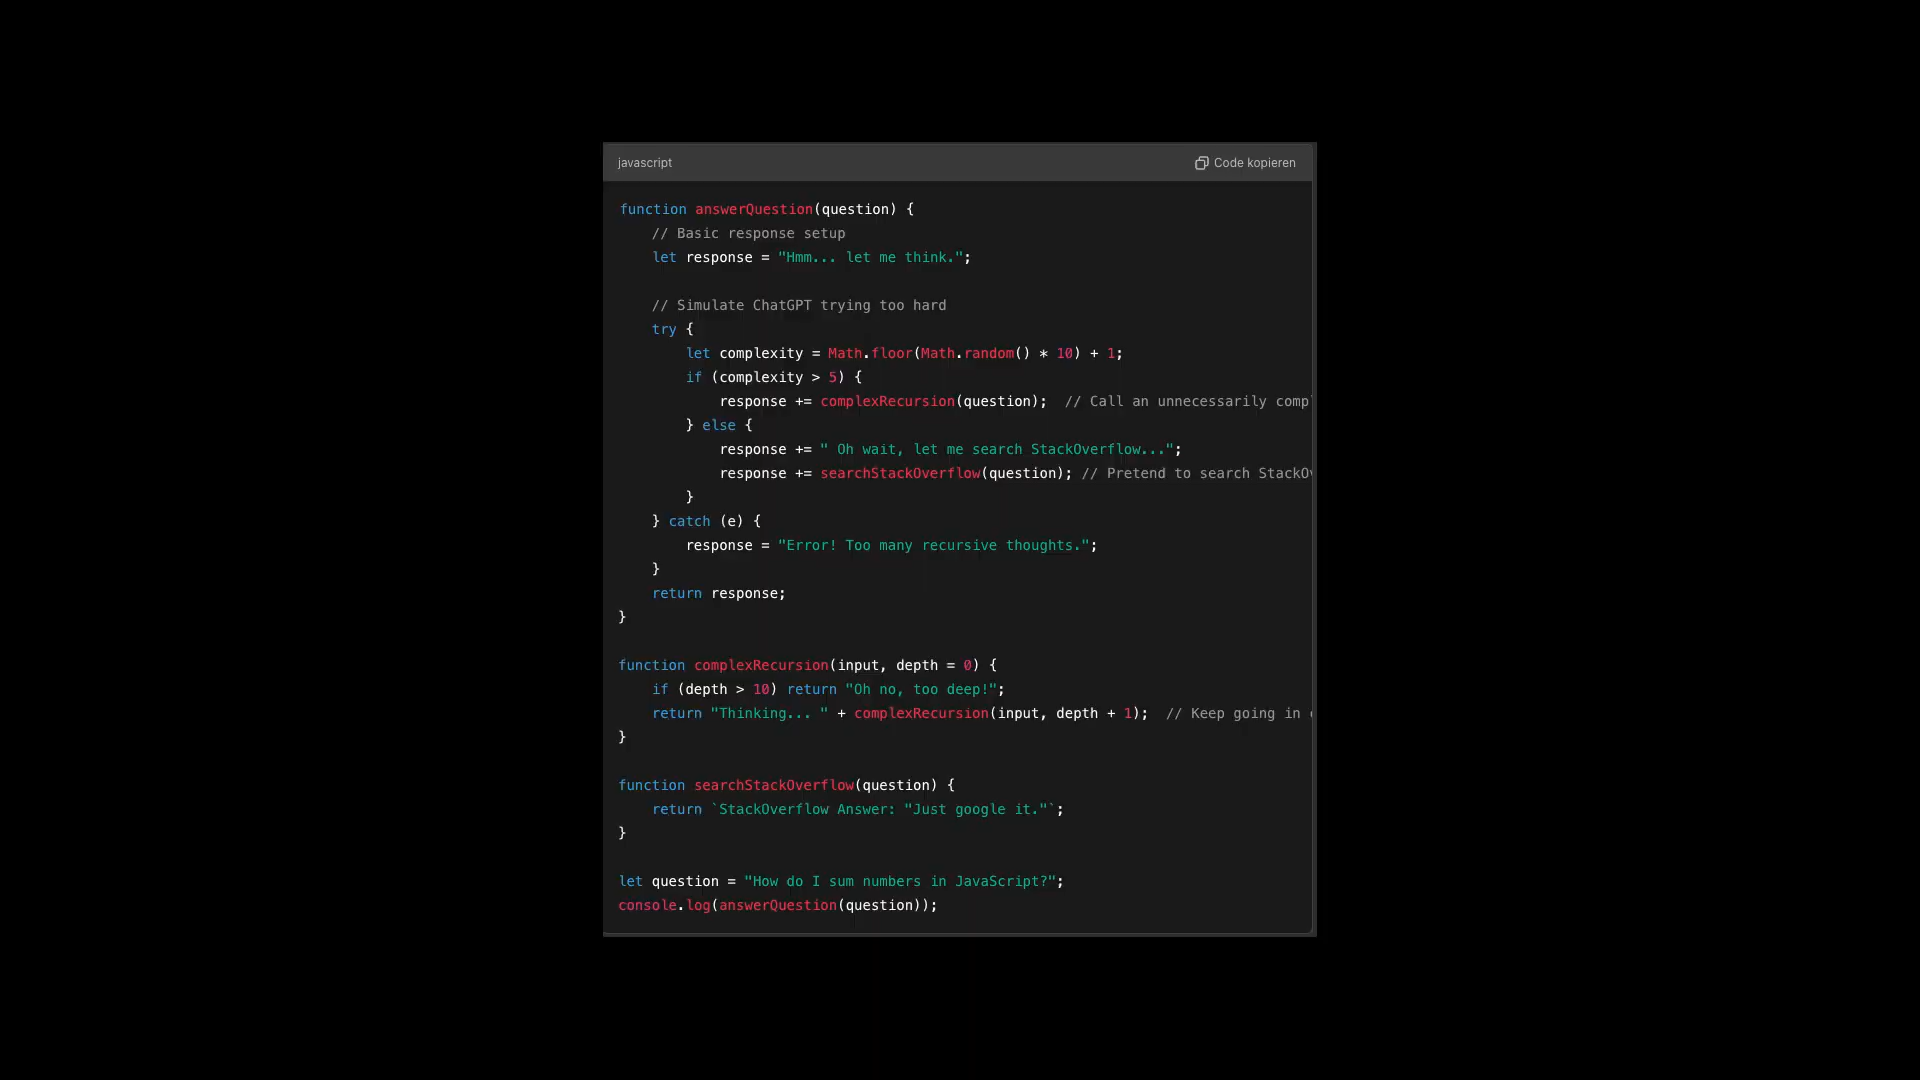 javascript
Code kopieren
function answerQuestion(question) {
    // Basic response setup
    let response = "Hmm... let me think.";
    // Simulate ChatGPT trying too hard
    try {
        let complexity = Math.floor(Math.random() * 10) + 1;
        if (complexity > 5) {
            response += complexRecursion(question);  // Call an unnecessarily
        } else {
            response += " Oh wait, let me search StackOverflow...";
            response += searchStackOverflow(question); // Pretend to search
        }
    } catch (e) {
        response = "Error! Too many recursive thoughts.";
    }
    return response;
}
function complexRecursion(input, depth = 0) {
    if (depth > 10) return "Oh no, too deep!";
    return "Thinking... " + complexRecursion(input, depth + 1);  // Keep going in
}
function searchStackOverflow(question) {
    return `StackOverflow Answer: "Just google it."`;
}
let question = "How do I sum numbers in JavaScript?";
console.log(answerQuestion(question));